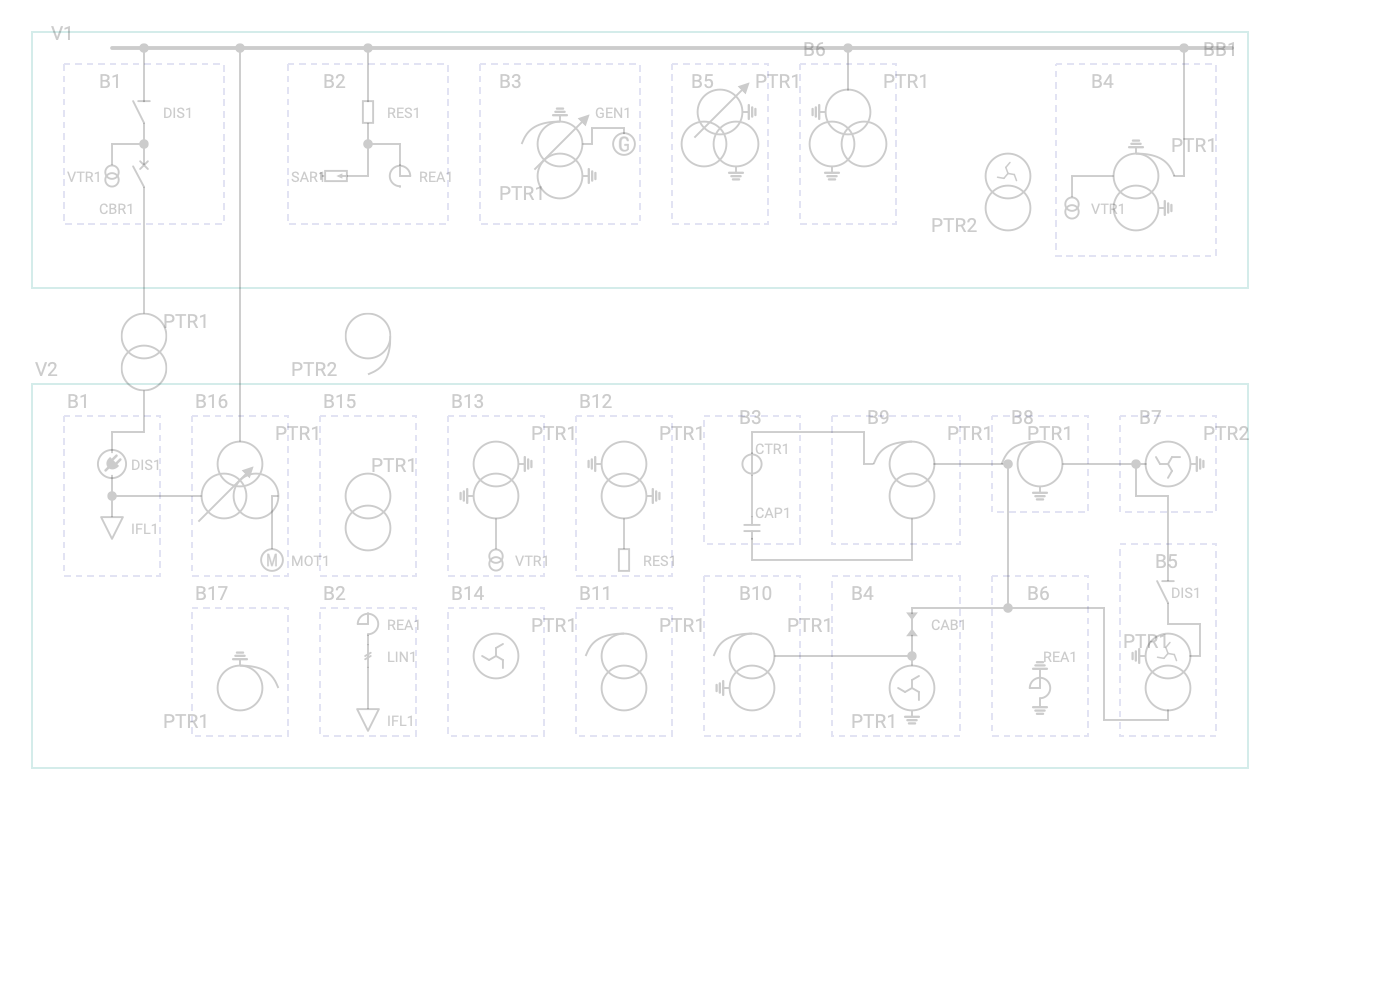 V1
BB1
B1
DIS1
VTR1
CBR1
B2
RES1
SAR1
REA1
B3
GEN1
G
PTR1
B5
PTR1
B6
PTR1
PTR2
B4
PTR1
VTR1
PTR1
PTR2
V2
B1
DIS1
IFL1
B16
PTR1
M
MOT1
B15
PTR1
B13
PTR1
VTR1
B12
PTR1
RES1
B3
CTR1
CAP1
B9
PTR1
B8
PTR1
B7
PTR2
B17
PTR1
B2
REA1
LIN1
IFL1
B14
PTR1
B11
PTR1
B10
PTR1
B4
CAB1
PTR1
B6
REA1
B5
DIS1
PTR1